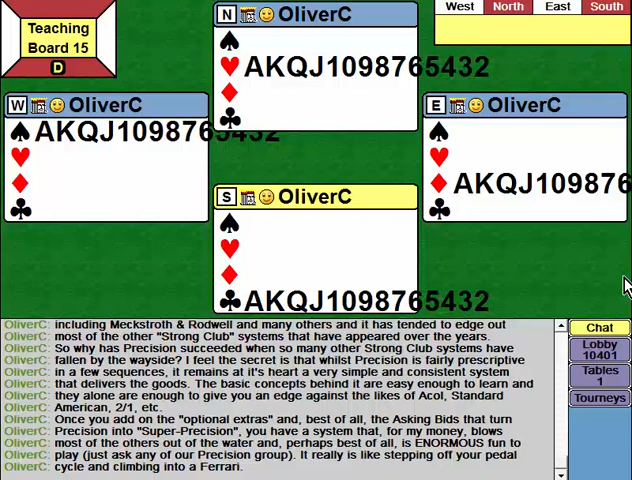 Teaching
Board 15
D
N OliverC
West North East South
♠
♥ AKQJ1098765432
♦
♣
W OliverC
♠ AKQJ1098765432
♥
♦
♣
E OliverC
♠
♥
♦ AKQJ109876
♣
S OliverC
♠
♥
♦
♣ AKQJ1098765432
OliverC: including Meckstroth & Rodwell and many others and it has tended to edge out
OliverC: most of the other "Strong Club" systems that have appeared over the years.
OliverC: So why has Precision succeeded when so many other Strong Club systems have
OliverC: fallen by the wayside? I feel the secret is that whilst Precision is fairly prescriptive
OliverC: in a few sequences, it remains at it's heart a very simple and consistent system
OliverC: that delivers the goods. The basic concepts behind it are easy enough to learn and
OliverC: they alone are enough to give you an edge against the likes of Acol, Standard
OliverC: American, 2/1, etc.
OliverC: Once you add on the "optional extras" and, best of all, the Asking Bids that turn
OliverC: Precision into "Super-Precision", you have a system that, for my money, blows
OliverC: most of the others out of the water and, perhaps best of all, is ENORMOUS fun to
OliverC: play (just ask any of our Precision group). It really is like stepping off your pedal
OliverC: cycle and climbing into a Ferrari.
Chat
Lobby
10401
Tables
1
Tourneys